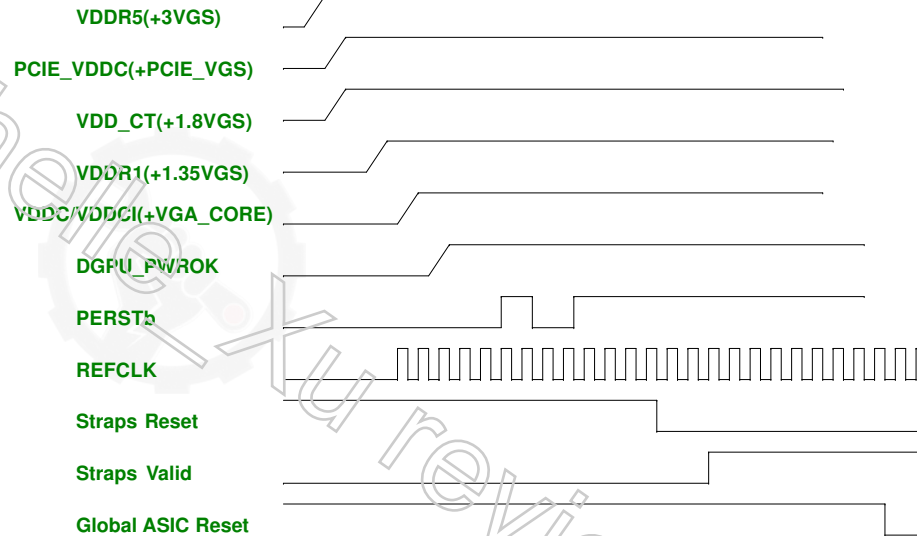 VDDR5(+3VGS)
PCIE_VDDC(+PCIE_VGS)
VDD_CT(+1.8VGS)
VDDR1(+1.35VGS)
VDDC/VDDCI(+VGA_CORE)
DGPU_PWROK
PERSTb
REFCLK
Straps Reset
Straps Valid
Global ASIC Reset